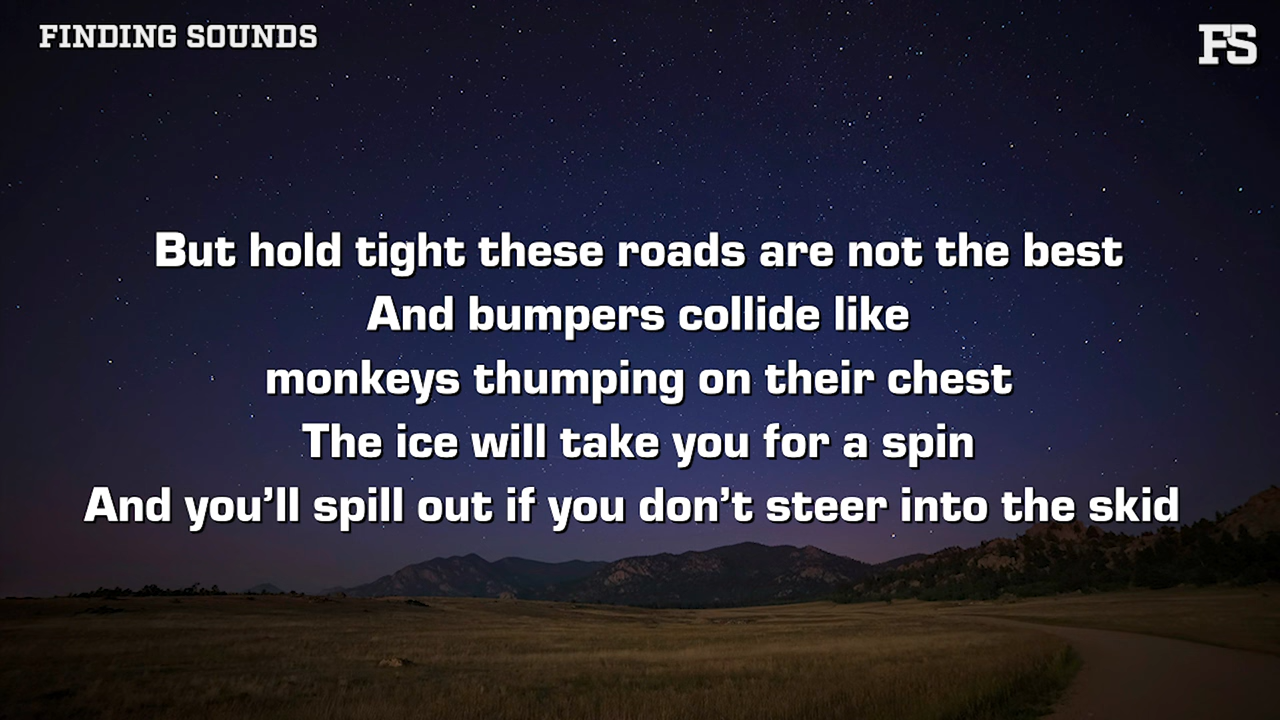 FINDING SOUNDS
FS
But hold tight these roads are not the best
And bumpers collide like
monkeys thumping on their chest
The ice will take you for a spin
And you’ll spill out if you don’t steer into the skid